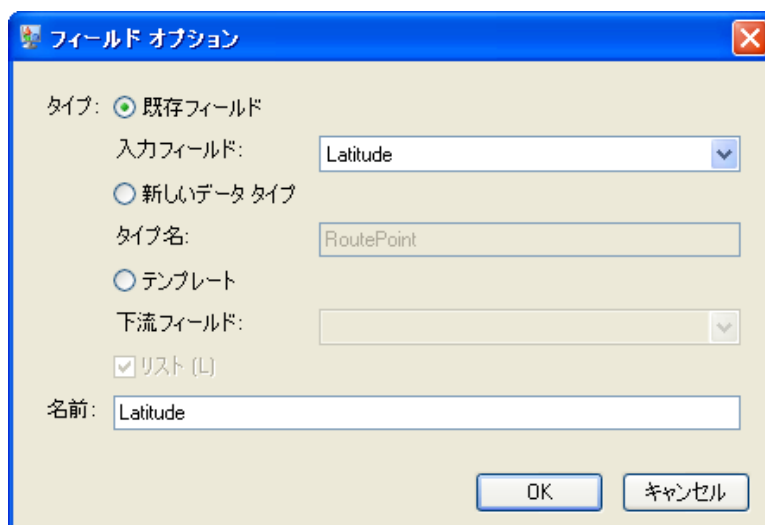 フィールド オプション
タイプ: 既存フィールド
入力フィールド: Latitude
新しいデータ タイプ
タイプ名: RoutePoint
テンプレート
下流フィールド:
リスト (L)
名前: Latitude
OK キャンセル